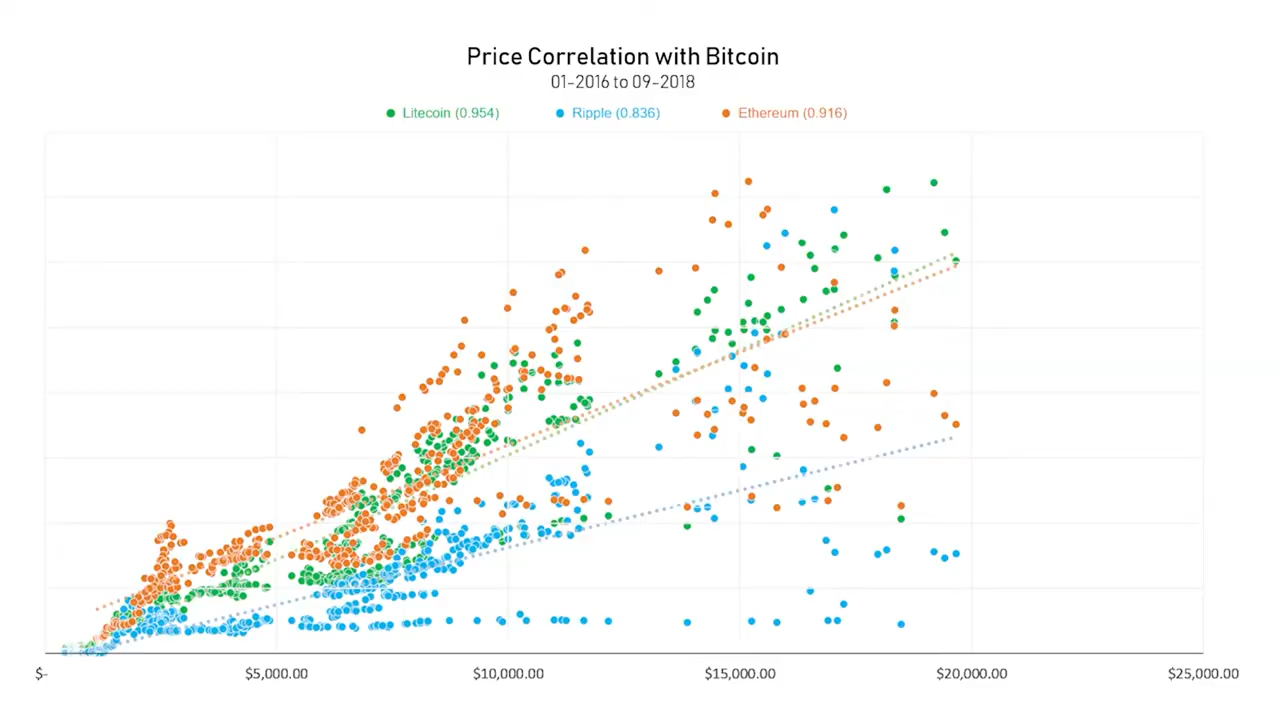 Price Correlation with Bitcoin
01-2016 to 09-2018
Litecoin (0.954) Ripple (0.836) Ethereum (0.916)
$- $5,000.00 $10,000.00 $15,000.00 $20,000.00 $25,000.00